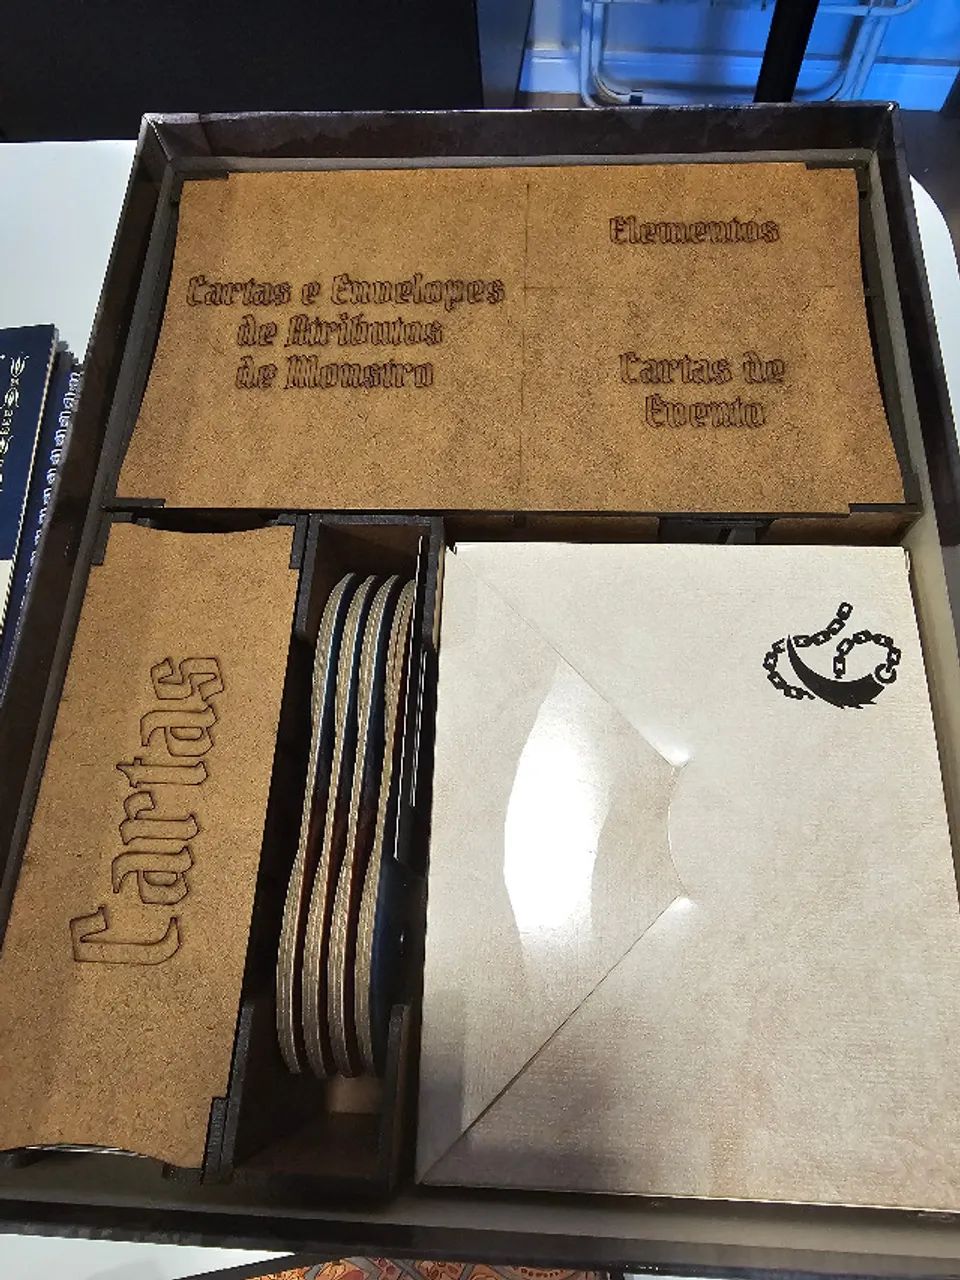 Cartas e Envelopes
de Atributos
de Monstro
Elementos
Cartas de
Evento
Cartas